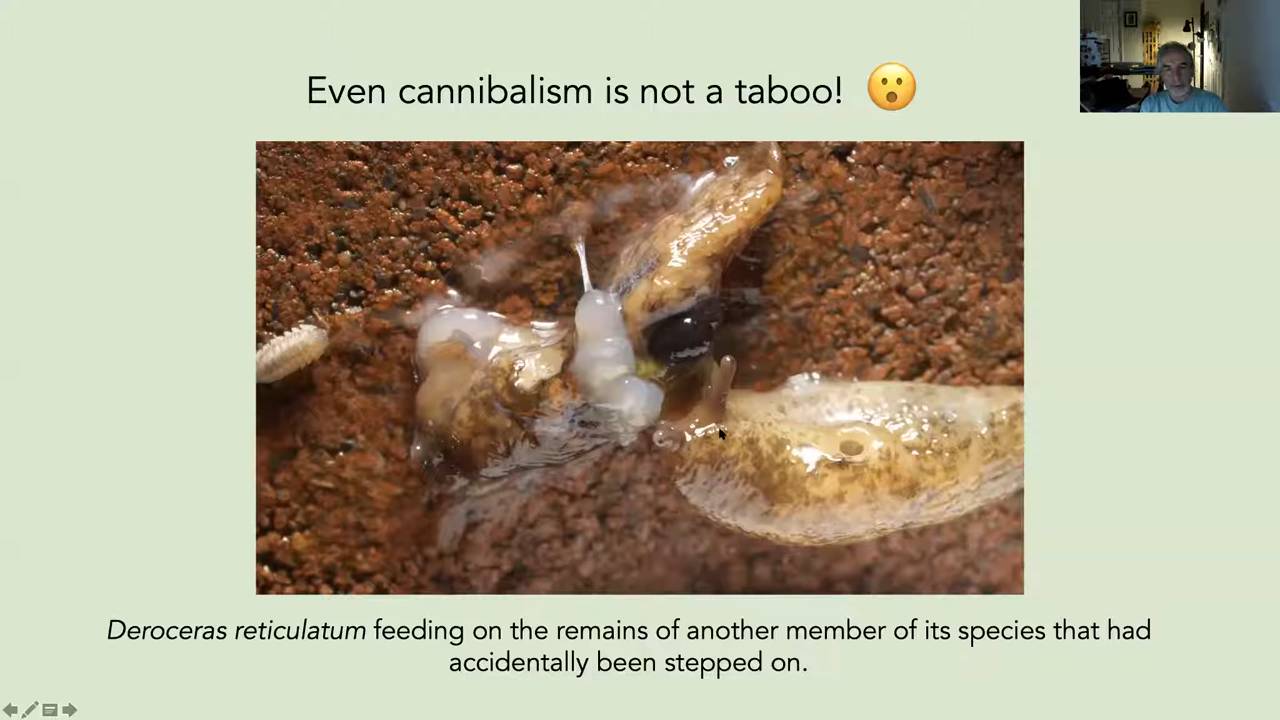 Even cannibalism is not a taboo! 😮
Deroceras reticulatum feeding on the remains of another member of its species that had
accidentally been stepped on.